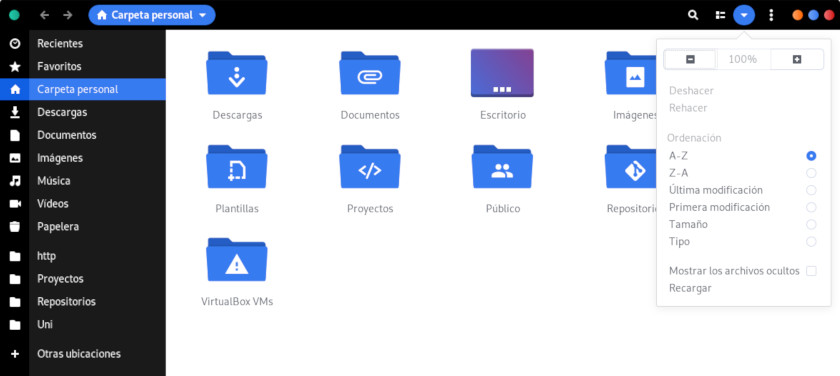 Carpeta personal
Recientes
Favoritos
Carpeta personal
Descargas
Documentos
Imágenes
Música
Vídeos
Papelera
http
Proyectos
Repositorios
Uni
Otras ubicaciones
Descargas
Documentos
Escritorio
Imágenes
Plantillas
Proyectos
Público
Repositorio
VirtualBox VMs
100%
Deshacer
Rehacer
Ordenación
A-Z
Z-A
Última modificación
Primera modificación
Tamaño
Tipo
Mostrar los archivos ocultos
Recargar